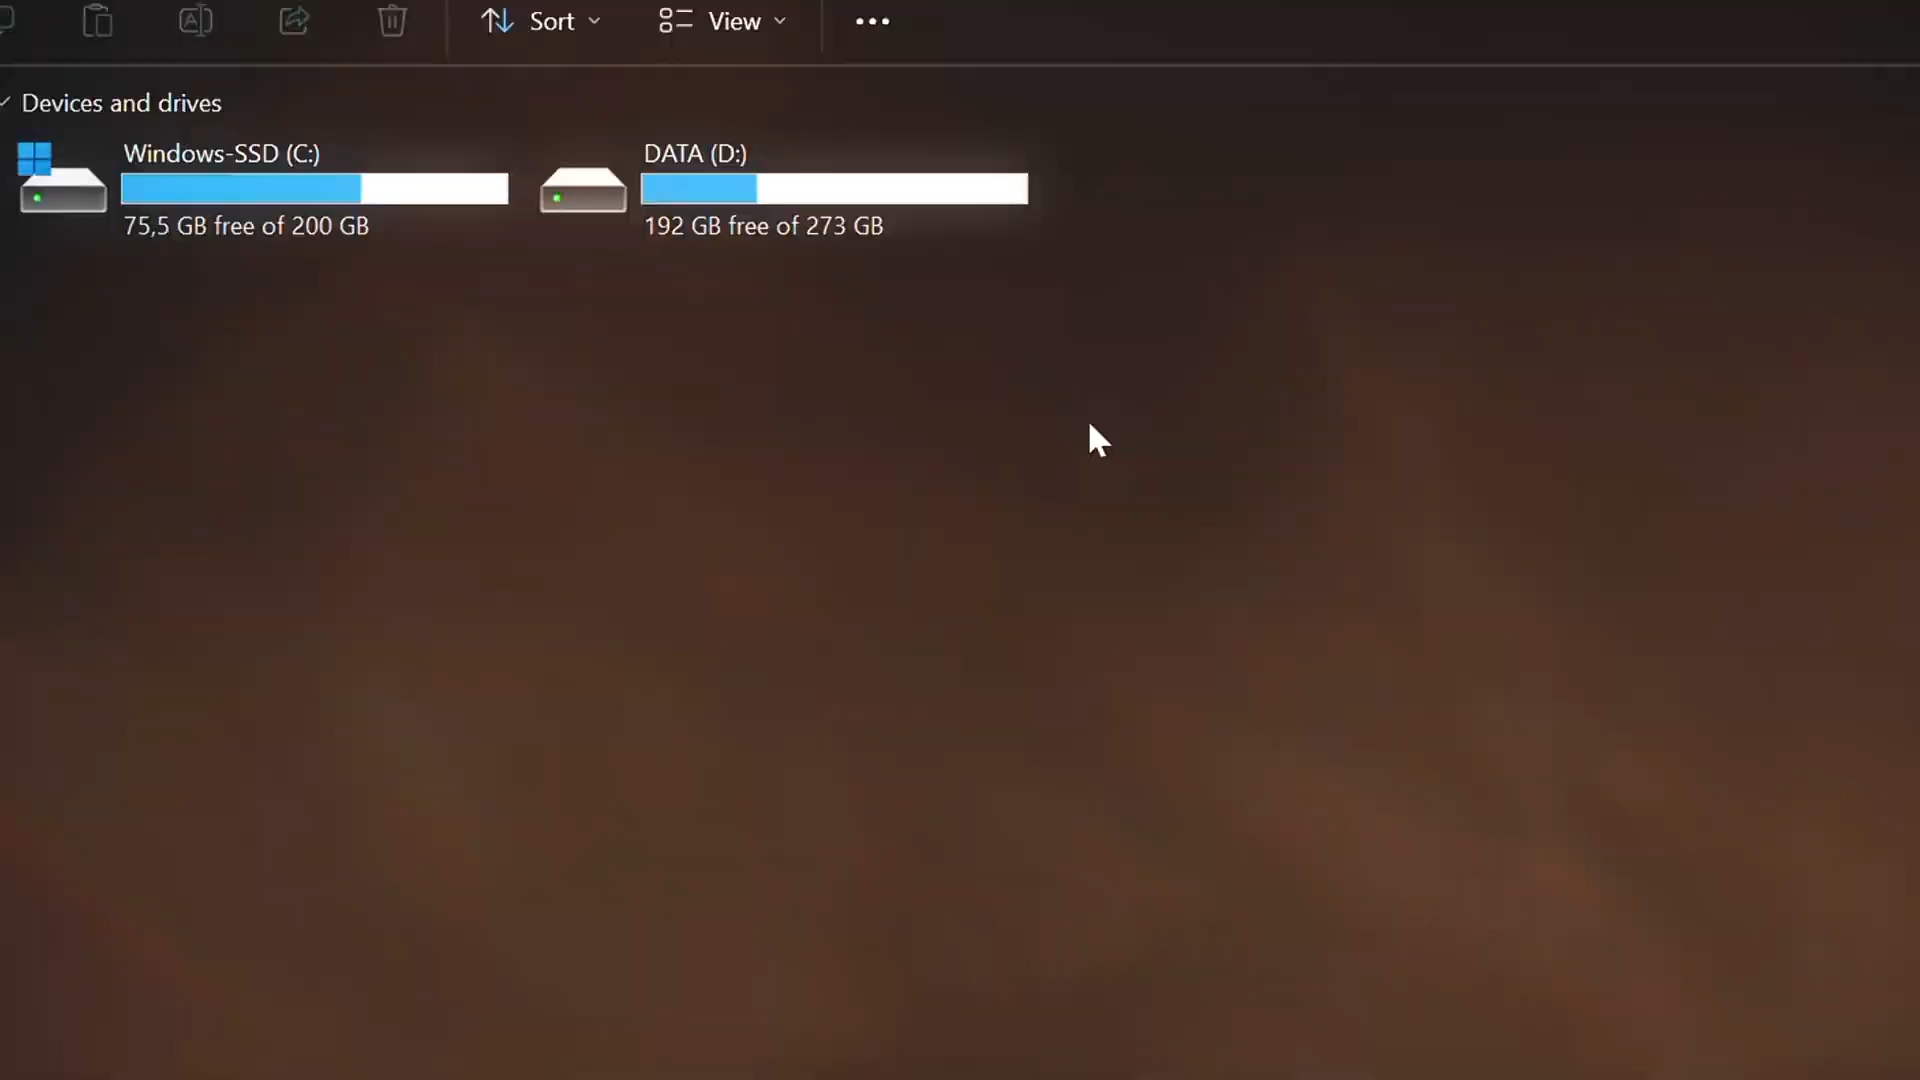 Sort
View
Devices and drives
Windows-SSD (C:)
75,5 GB free of 200 GB
DATA (D:)
192 GB free of 273 GB